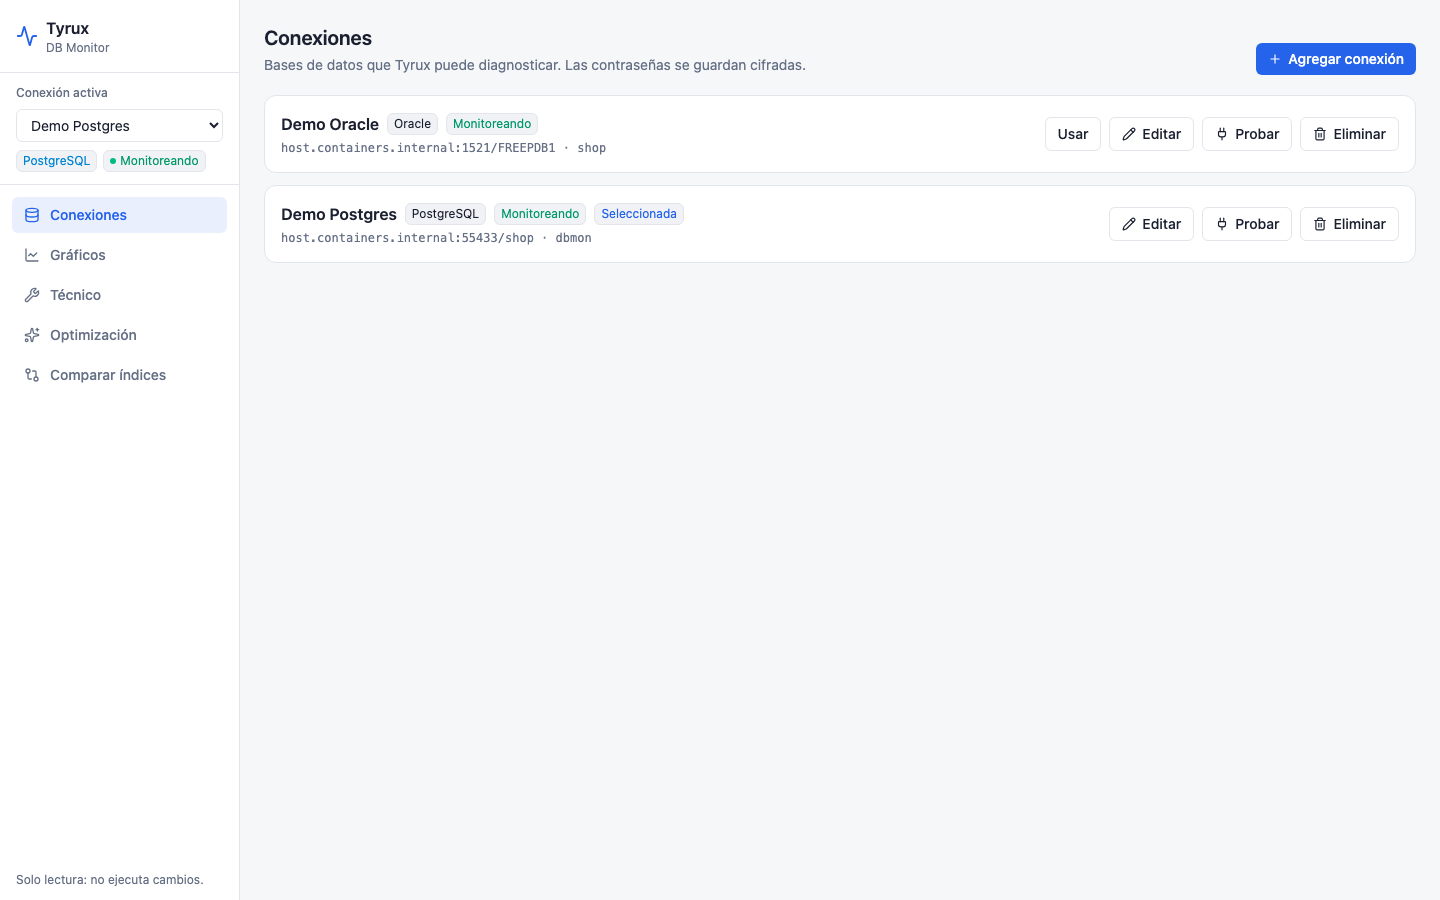 Tyrux
DB Monitor
Conexión activa
Demo Postgres
PostgreSQL Monitoreando
Conexiones
Gráficos
Técnico
Optimización
Comparar índices
Solo lectura: no ejecuta cambios.
Conexiones
Bases de datos que Tyrux puede diagnosticar. Las contraseñas se guardan cifradas.
+ Agregar conexión
Demo Oracle Oracle Monitoreando
host.containers.internal:1521/FREEPDB1 · shop
Usar Editar Probar Eliminar
Demo Postgres PostgreSQL Monitoreando Seleccionada
host.containers.internal:55433/shop · dbmon
Editar Probar Eliminar